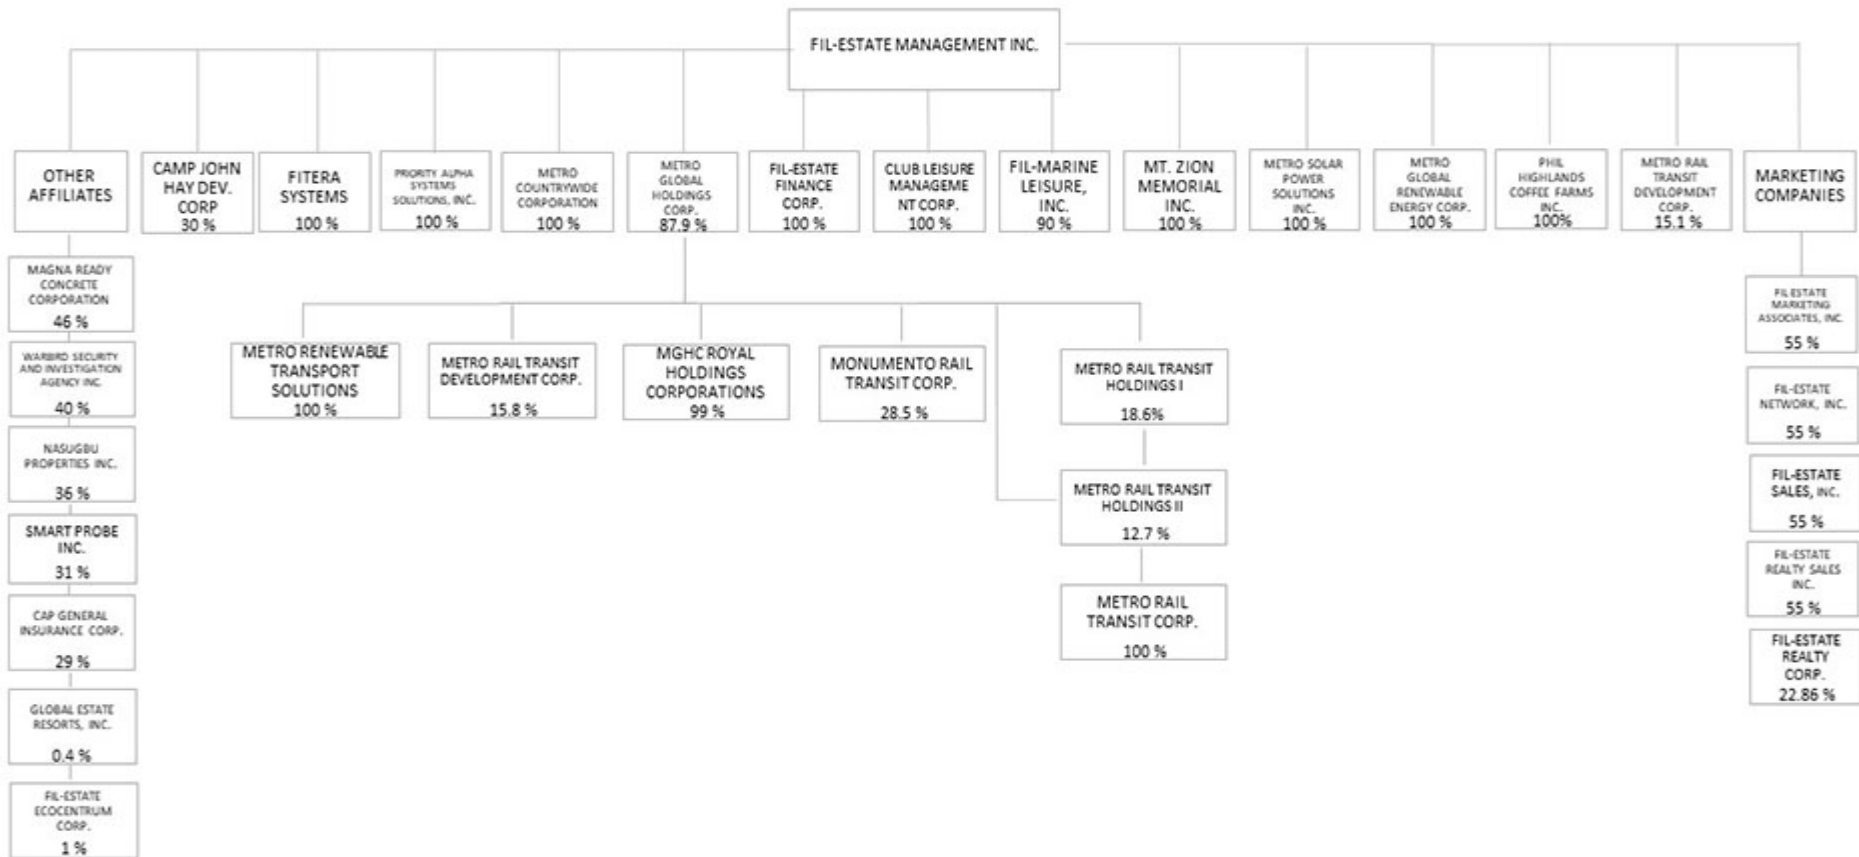 FIL-ESTATE MANAGEMENT INC.
OTHER
AFFILIATES
CAMP JOHN
HAY DEV.
CORP
30 %
FITERA
SYSTEMS
100 %
PRIORITY ALPHA
SYSTEMS
SOLUTIONS, INC.
100 %
METRO
COUNTRYWIDE
CORPORATION
100 %
METRO
GLOBAL
HOLDINGS
CORP.
87.9 %
FIL-ESTATE
FINANCE
CORP.
100 %
CLUB LEISURE
MANAGEME
NT CORP.
100 %
FIL-MARINE
LEISURE,
INC.
90 %
MT. ZION
MEMORIAL
INC.
100 %
METRO SOLAR
POWER
SOLUTIONS
INC.
100 %
METRO
GLOBAL
RENEWABLE
ENERGY CORP.
100 %
PHIL
HIGHLANDS
COFFEE FARMS
INC.
100%
METRO RAIL
TRANSIT
DEVELOPMENT
CORP.
15.1 %
MARKETING
COMPANIES
MAGNA READY
CONCRETE
CORPORATION
46 %
WARBRD SECURITY
AND INVESTIGATION
AGENCY INC.
40 %
NASUGBU
PROPERTIES INC.
36 %
SMART PROBE
INC.
31 %
CAP GENERAL
INSURANCE CORP.
29 %
GLOBAL ESTATE
RESORTS, INC.
0.4 %
FIL-ESTATE
ECOCENTRUM
CORP.
1 %
METRO RENEWABLE
TRANSPORT
SOLUTIONS
100 %
METRO RAIL TRANSIT
DEVELOPMENT CORP.
15.8 %
MGHC ROYAL
HOLDINGS
CORPORATIONS
99 %
MONUMENTO RAIL
TRANSIT CORP.
28.5 %
METRO RAIL TRANSIT
HOLDINGS I
18.6%
METRO RAIL TRANSIT
HOLDINGS II
12.7 %
METRO RAIL
TRANSIT CORP.
100 %
FIL ESTATE
MARKETING
ASSOCIATES, INC.
55 %
FIL-ESTATE
NETWORK, INC.
55 %
FIL-ESTATE
SALES, INC.
55 %
FIL-ESTATE
REALTY SALES
INC.
55 %
FIL-ESTATE
REALTY
CORP.
22.86 %